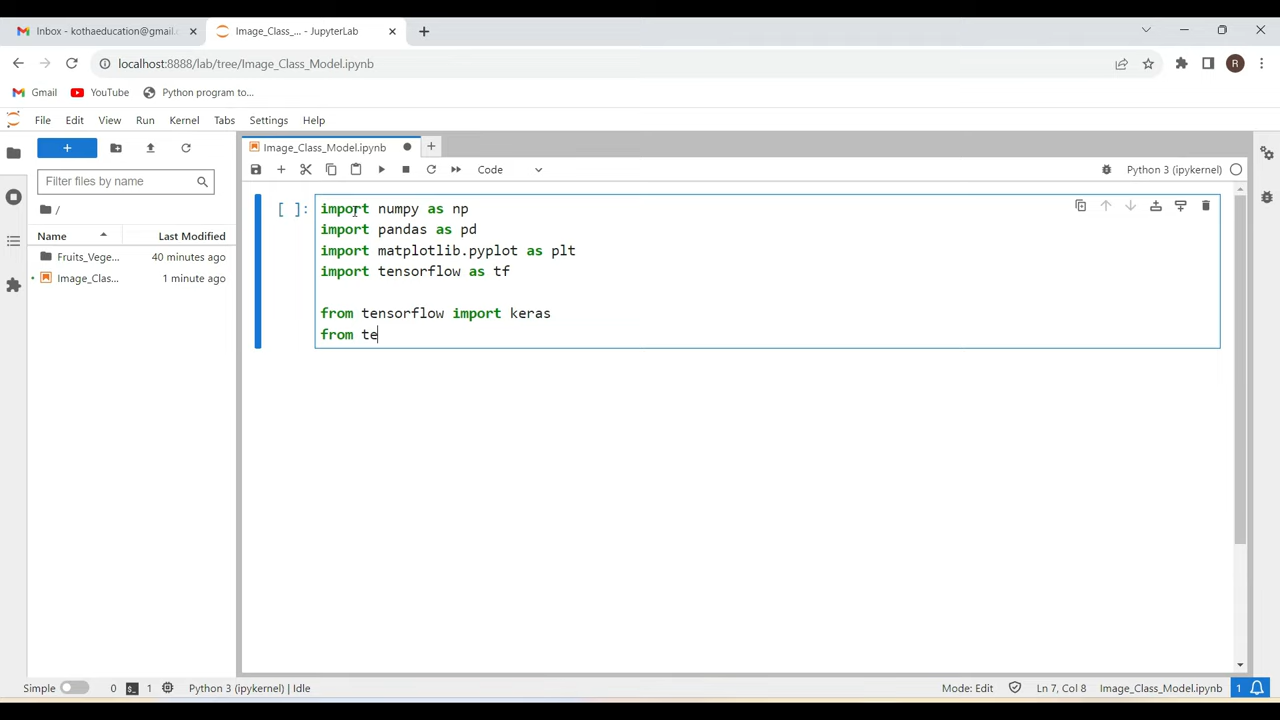 Inbox - kothaeducation@gmail.c
Image_Class_... - JupyterLab
localhost:8888/lab/tree/Image_Class_Model.ipynb
R
Gmail
YouTube
Python program to...
File Edit View Run Kernel Tabs Settings Help
Image_Class_Model.ipynb
Code
Python 3 (ipykernel)
Filter files by name
/
Name
Last Modified
Fruits_Vege...
40 minutes ago
Image_Clas...
1 minute ago
[ ]:
import numpy as np
import pandas as pd
import matplotlib.pyplot as plt
import tensorflow as tf
from tensorflow import keras
from te
Simple
0
1
Python 3 (ipykernel) | Idle
Mode: Edit
Ln 7, Col 8
Image_Class_Model.ipynb
1